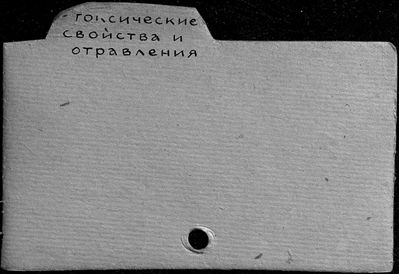 - токсические
свойства и
отравления